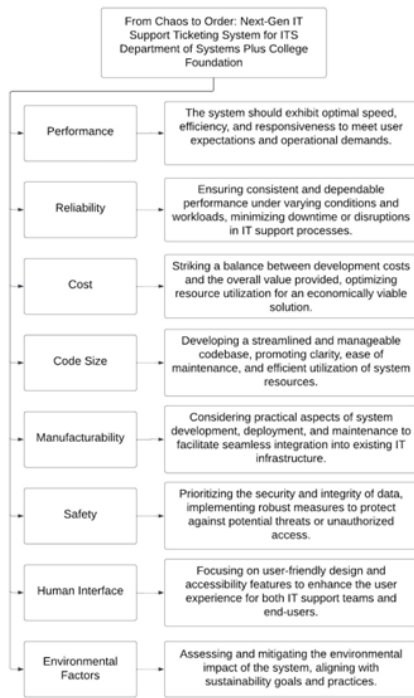 From Chaos to Order: Next-Gen IT
Support Ticketing System for ITS
Department of Systems Plus College
Foundation
Performance
The system should exhibit optimal speed,
efficiency, and responsiveness to meet user
expectations and operational demands.
Reliability
Ensuring consistent and dependable
performance under varying conditions and
workloads, minimizing downtime or disruptions
in IT support processes.
Cost
Striking a balance between development costs
and the overall value provided, optimizing
resource utilization for an economically viable
solution.
Code Size
Developing a streamlined and manageable
codebase, promoting clarity, ease of
maintenance, and efficient utilization of system
resources.
Manufacturability
Considering practical aspects of system
development, deployment, and maintenance to
facilitate seamless integration into existing IT
infrastructure.
Safety
Prioritizing the security and integrity of data,
implementing robust measures to protect
against potential threats or unauthorized
access.
Human Interface
Focusing on user-friendly design and
accessibility features to enhance the user
experience for both IT support teams and
end-users.
Environmental
Factors
Assessing and mitigating the environmental
impact of the system, aligning with
sustainability goals and practices.